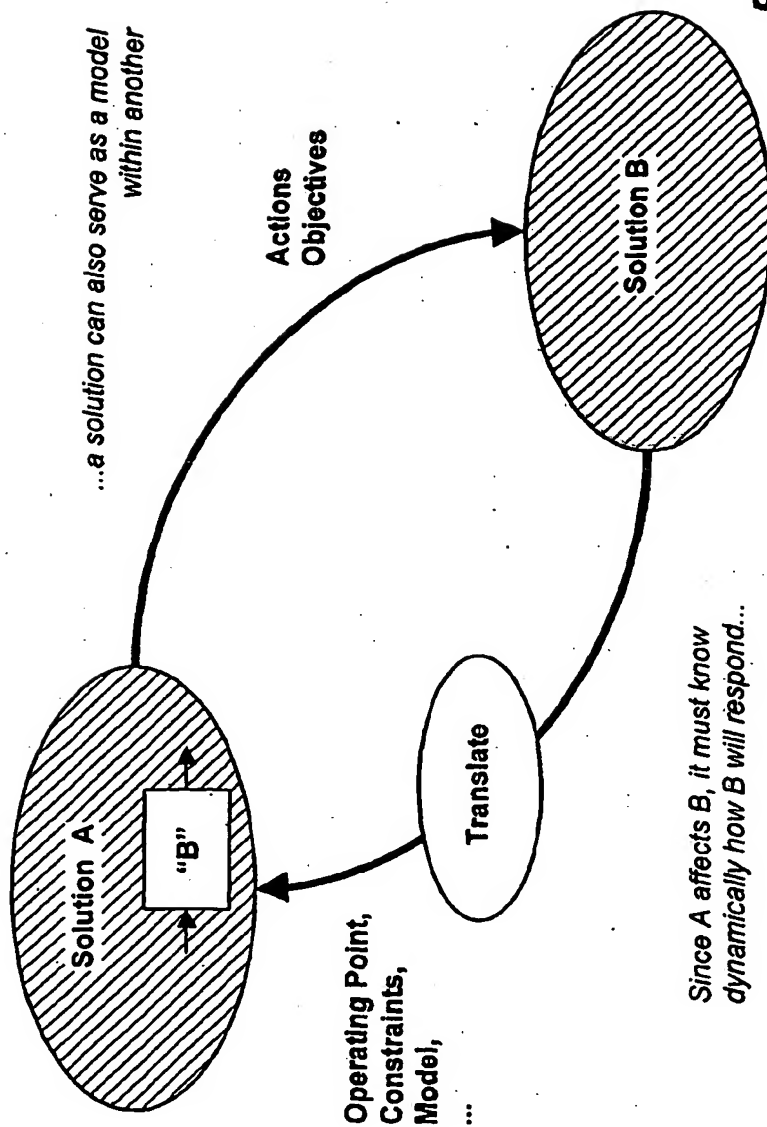 ...a solution can also serve as a model
within another
Solution A
"B"
Actions
Objectives
Operating Point,
Constraints,
Model,
...
Translate
Solution B
Since A affects B, it must know
dynamically how B will respond...